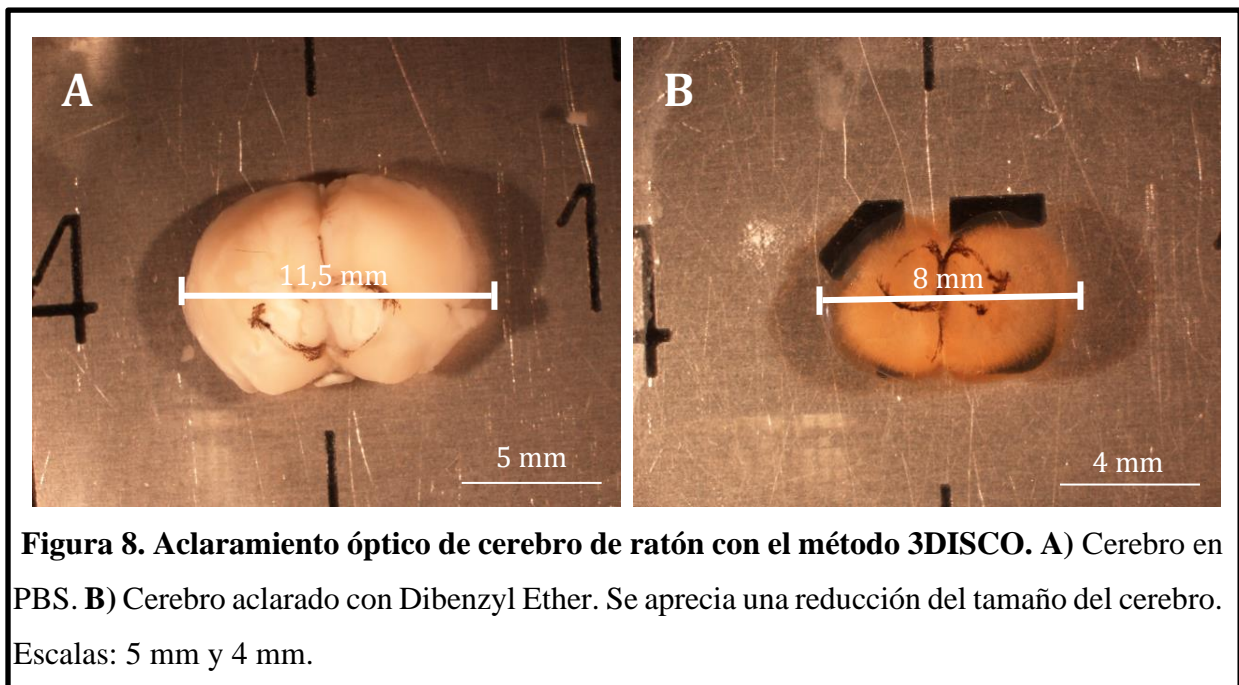 A
B
4
1
11,5 mm
8 mm
5 mm
4 mm
Figura 8. Aclaramiento óptico de cerebro de ratón con el método 3DISCO. A) Cerebro en
PBS. B) Cerebro aclarado con Dibenzyl Ether. Se aprecia una reducción del tamaño del cerebro.
Escalas: 5 mm y 4 mm.